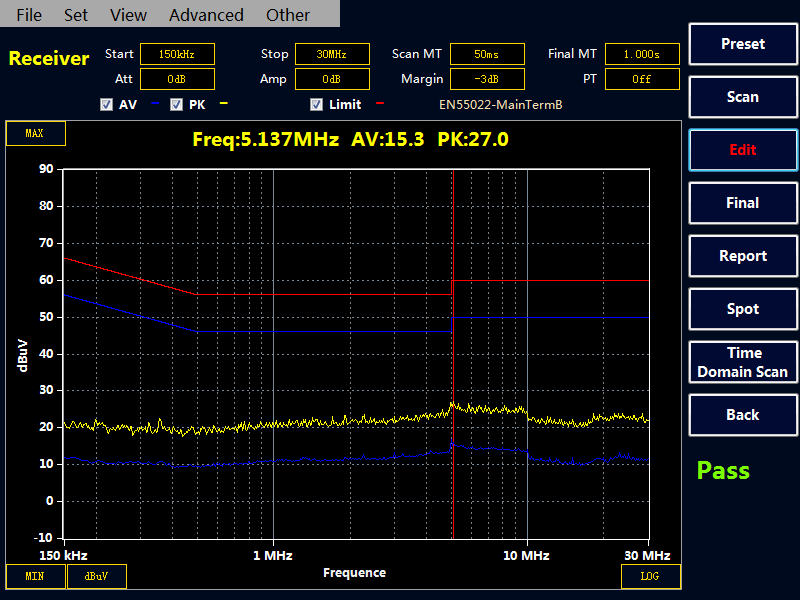 File Set View Advanced Other
Preset
Receiver Start 150kHz Stop 30MHz Scan MT 50ms Final MT 1.000s
Att 0dB Amp 0dB Margin -3dB PT Off
AV PK Limit EN55022-MainTermB
Scan
MAX
Freq:5.137MHz AV:15.3 PK:27.0
Edit
90
80
70
60
50
40
30
20
10
0
-10
dBuV
150 kHz 1 MHz 10 MHz 30 MHz
Frequence
MIN dBuV LOG
Final
Report
Spot
Time
Domain Scan
Back
Pass